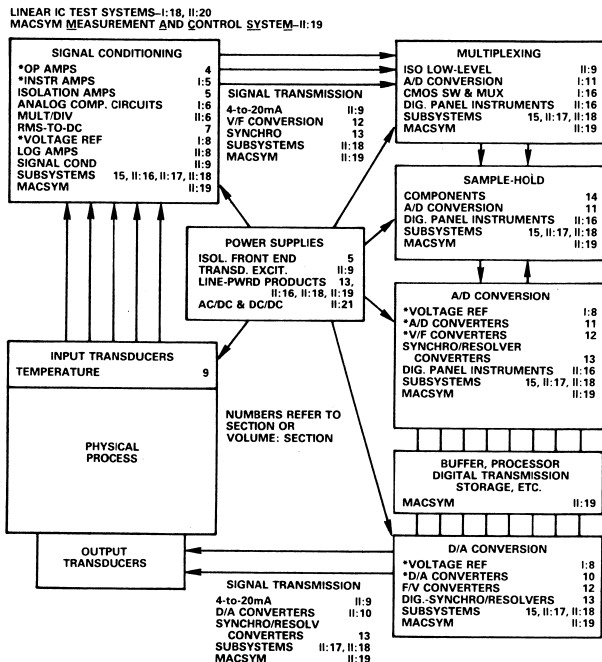 LINEAR IC TEST SYSTEMS–I:18, II:20
MACSYM MEASUREMENT AND CONTROL SYSTEM–II:19
SIGNAL CONDITIONING
*OP AMPS 4
*INSTR AMPS I:5
ISOLATION AMPS 5
ANALOG COMP. CIRCUITS I:6
MULT/DIV II:6
RMS-TO-DC 7
*VOLTAGE REF I:8
LOG AMPS II:8
SIGNAL COND II:9
SUBSYSTEMS 15, II:16, II:17, II:18
MACSYM II:19
SIGNAL TRANSMISSION
4-to-20mA II:9
V/F CONVERSION 12
SYNCHRO 13
SUBSYSTEMS II:18
MACSYM II:19
MULTIPLEXING
ISO LOW-LEVEL II:9
A/D CONVERSION I:11
CMOS SW & MUX I:16
DIG. PANEL INSTRUMENTS II:16
SUBSYSTEMS 15, II:17, II:18
MACSYM II:19
SAMPLE-HOLD
COMPONENTS 14
A/D CONVERSION 11
DIG. PANEL INSTRUMENTS II:16
SUBSYSTEMS 15, II:17, II:18
MACSYM II:19
POWER SUPPLIES
ISOL. FRONT END 5
TRANSD. EXCIT. II:9
LINE-PWRD PRODUCTS 13,
II:16, II:18, II:19
AC/DC & DC/DC II:21
A/D CONVERSION
*VOLTAGE REF I:8
*A/D CONVERTERS 11
*V/F CONVERTERS 12
SYNCHRO/RESOLVER
CONVERTERS 13
DIG. PANEL INSTRUMENTS II:16
SUBSYSTEMS 15, II:17, II:18
MACSYM II:19
INPUT TRANSDUCERS
TEMPERATURE 9
PHYSICAL
PROCESS
NUMBERS REFER TO
SECTION OR
VOLUME: SECTION
BUFFER, PROCESSOR
DIGITAL TRANSMISSION
STORAGE, ETC.
MACSYM II:19
OUTPUT
TRANSDUCERS
D/A CONVERSION
*VOLTAGE REF I:8
*D/A CONVERTERS 10
F/V CONVERTERS 12
DIG.-SYNCHRO/RESOLVERS 13
SUBSYSTEMS 15, II:17, II:18
MACSYM II:19
SIGNAL TRANSMISSION
4-to-20mA II:9
D/A CONVERTERS II:10
SYNCHRO/RESOLV
CONVERTERS 13
SUBSYSTEMS II:17, II:18
MACSYM II:19